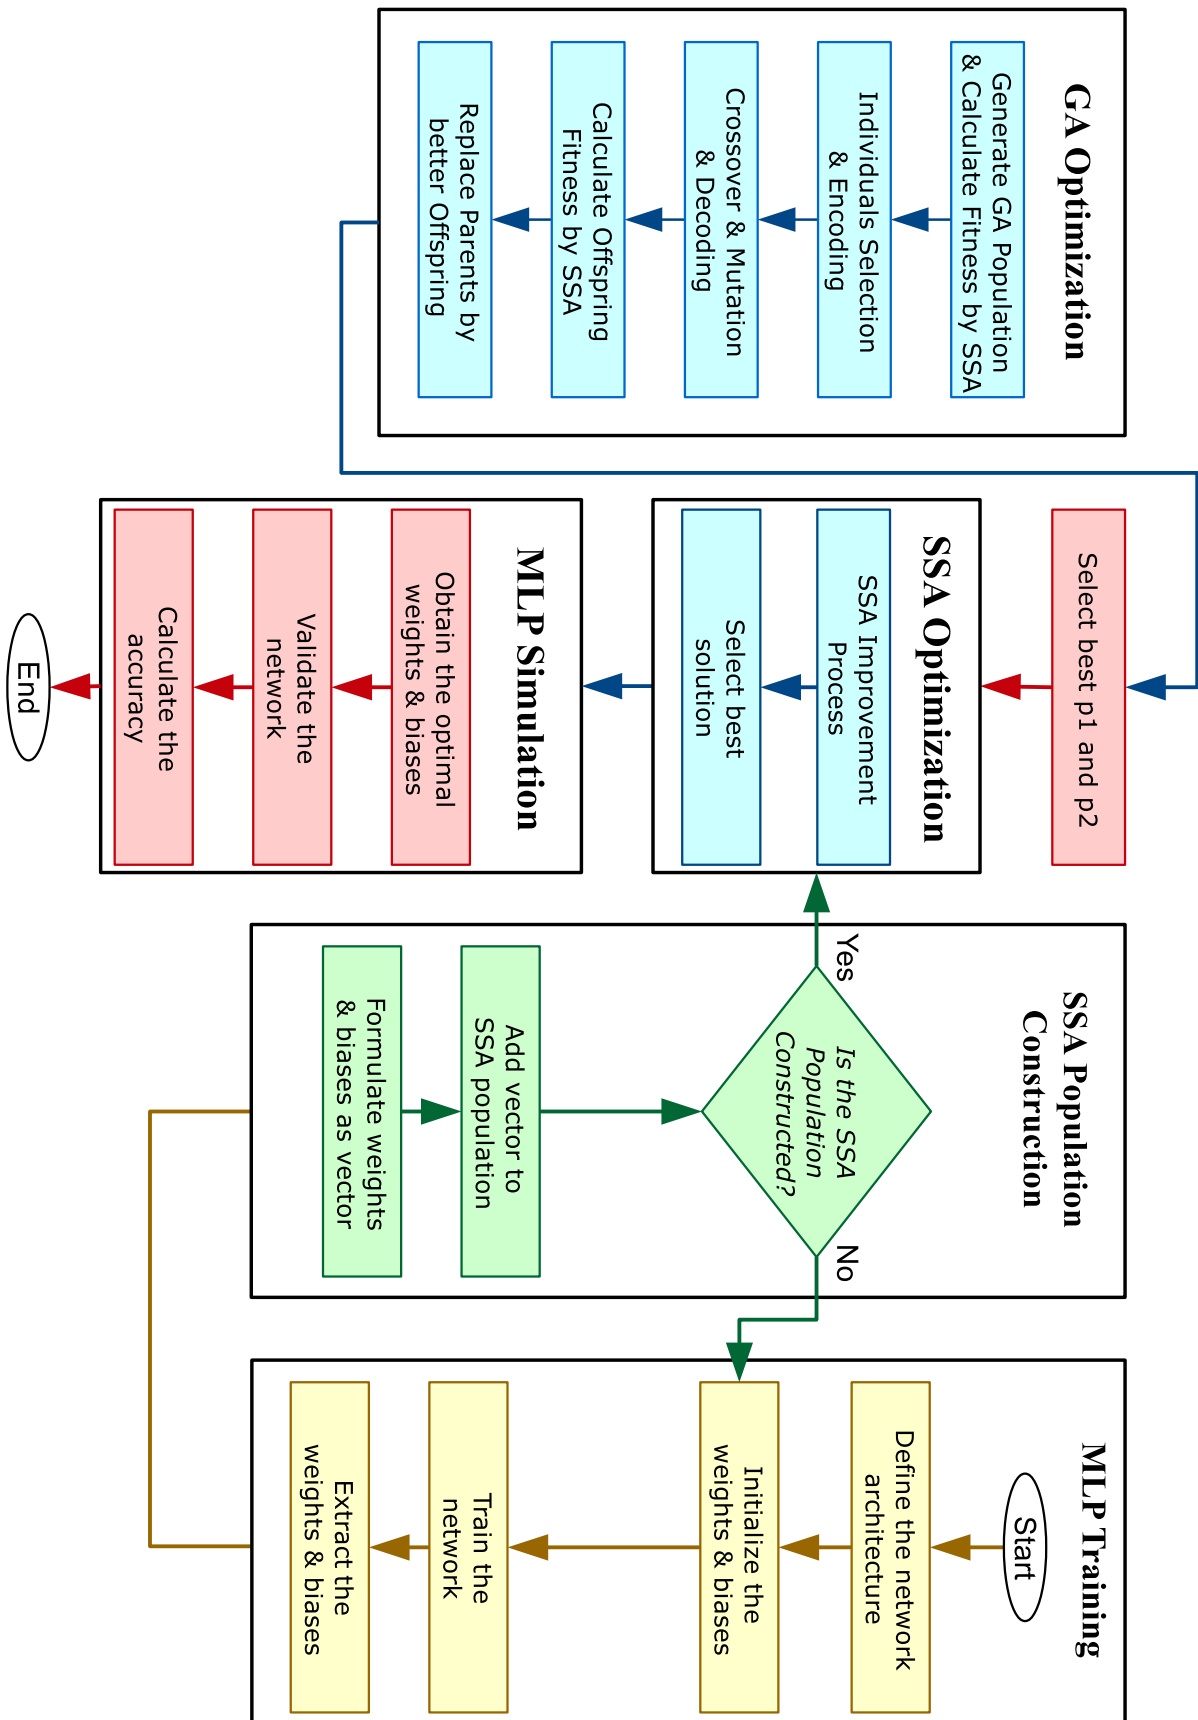 GA Optimization
Generate GA Population
& Calculate Fitness by SSA
Individuals Selection
& Encoding
Crossover & Mutation
& Decoding
Calculate Offspring
Fitness by SSA
Replace Parents by
better Offspring
Select best p1 and p2
SSA Optimization
SSA Improvement
Process
Select best
solution
MLP Simulation
Obtain the optimal
weights & biases
Validate the
network
Calculate the
accuracy
End
SSA Population
Construction
Yes
Is the SSA
Population
Constructed?
No
Add vector to
SSA population
Formulate weights
& biases as vector
MLP Training
Start
Define the network
architecture
Initialize the
weights & biases
Train the
network
Extract the
weights & biases